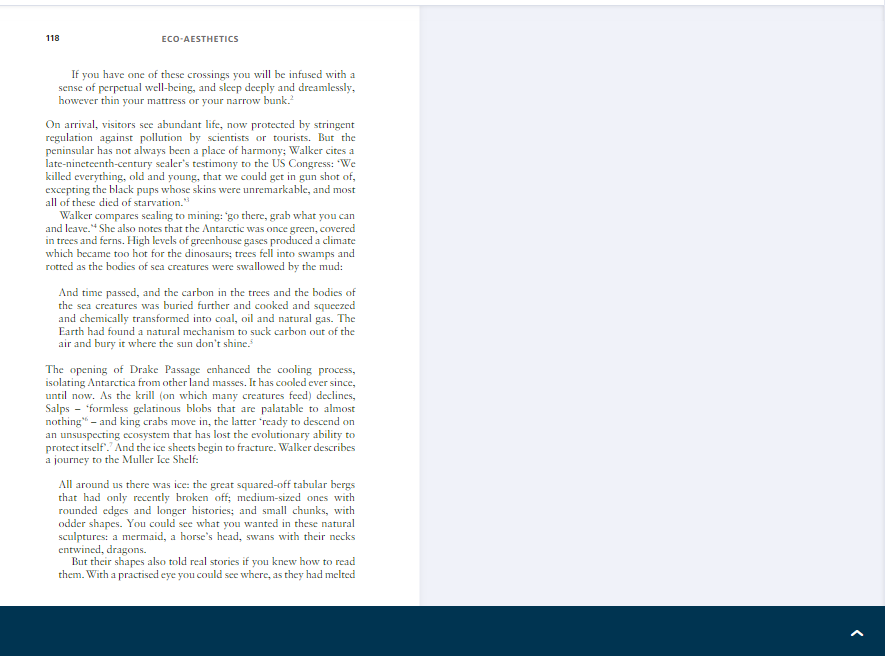 118
ECO-AESTHETICS
If you have one of these crossings you will be infused with a
sense of perpetual well-being, and sleep deeply and dreamlessly,
however thin your mattress or your narrow bunk.²
On arrival, visitors see abundant life, now protected by stringent
regulation against pollution by scientists or tourists. But the
peninsular has not always been a place of harmony; Walker cites a
late-nineteenth-century sealer's testimony to the US Congress: 'We
killed everything, old and young, that we could get in gun shot of,
excepting the black pups whose skins were unremarkable, and most
all of these died of starvation.'³
Walker compares sealing to mining: 'go there, grab what you can
and leave.'⁴ She also notes that the Antarctic was once green, covered
in trees and ferns. High levels of greenhouse gases produced a climate
which became too hot for the dinosaurs; trees fell into swamps and
rotted as the bodies of sea creatures were swallowed by the mud:
And time passed, and the carbon in the trees and the bodies of
the sea creatures was buried further and cooked and squeezed
and chemically transformed into coal, oil and natural gas. The
Earth had found a natural mechanism to suck carbon out of the
air and bury it where the sun don't shine.⁵
The opening of Drake Passage enhanced the cooling process,
isolating Antarctica from other land masses. It has cooled ever since,
until now. As the krill (on which many creatures feed) declines,
Salps – 'formless gelatinous blobs that are palatable to almost
nothing'⁶ – and king crabs move in, the latter 'ready to descend on
an unsuspecting ecosystem that has lost the evolutionary ability to
protect itself'.⁷ And the ice sheets begin to fracture. Walker describes
a journey to the Muller Ice Shelf:
All around us there was ice: the great squared-off tabular bergs
that had only recently broken off; medium-sized ones with
rounded edges and longer histories; and small chunks, with
odder shapes. You could see what you wanted in these natural
sculptures: a mermaid, a horse's head, swans with their necks
entwined, dragons.
But their shapes also told real stories if you knew how to read
them. With a practised eye you could see where, as they had melted